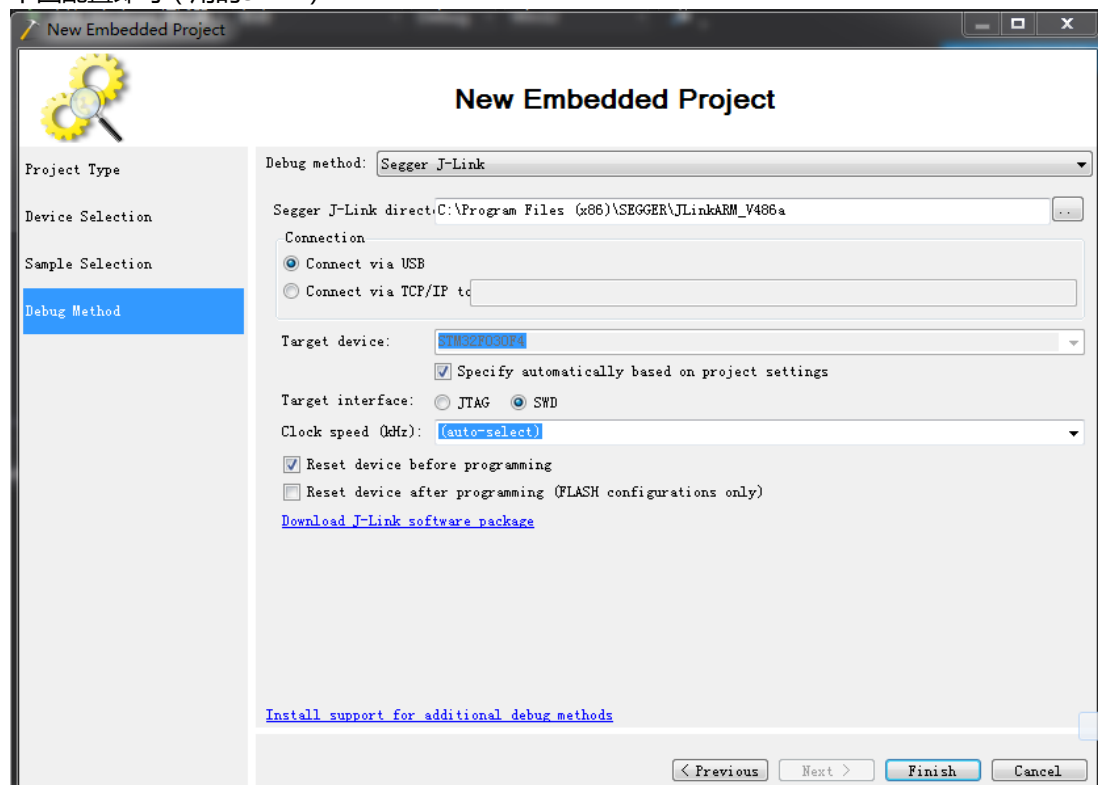 New Embedded Project
New Embedded Project
Project Type
Device Selection
Sample Selection
Debug Method
Debug method: Segger J-Link
Segger J-Link direct C:\Program Files (x86)\SEGGER\JLinkARM_V486a
..
Connection
Connect via USB
Connect via TCP/IP to
Target device: STM32F030F4
Specify automatically based on project settings
Target interface: JTAG SWD
Clock speed (kHz): (auto-select)
Reset device before programming
Reset device after programming (FLASH configurations only)
Download J-Link software package
Install support for additional debug methods
< Previous Next > Finish Cancel